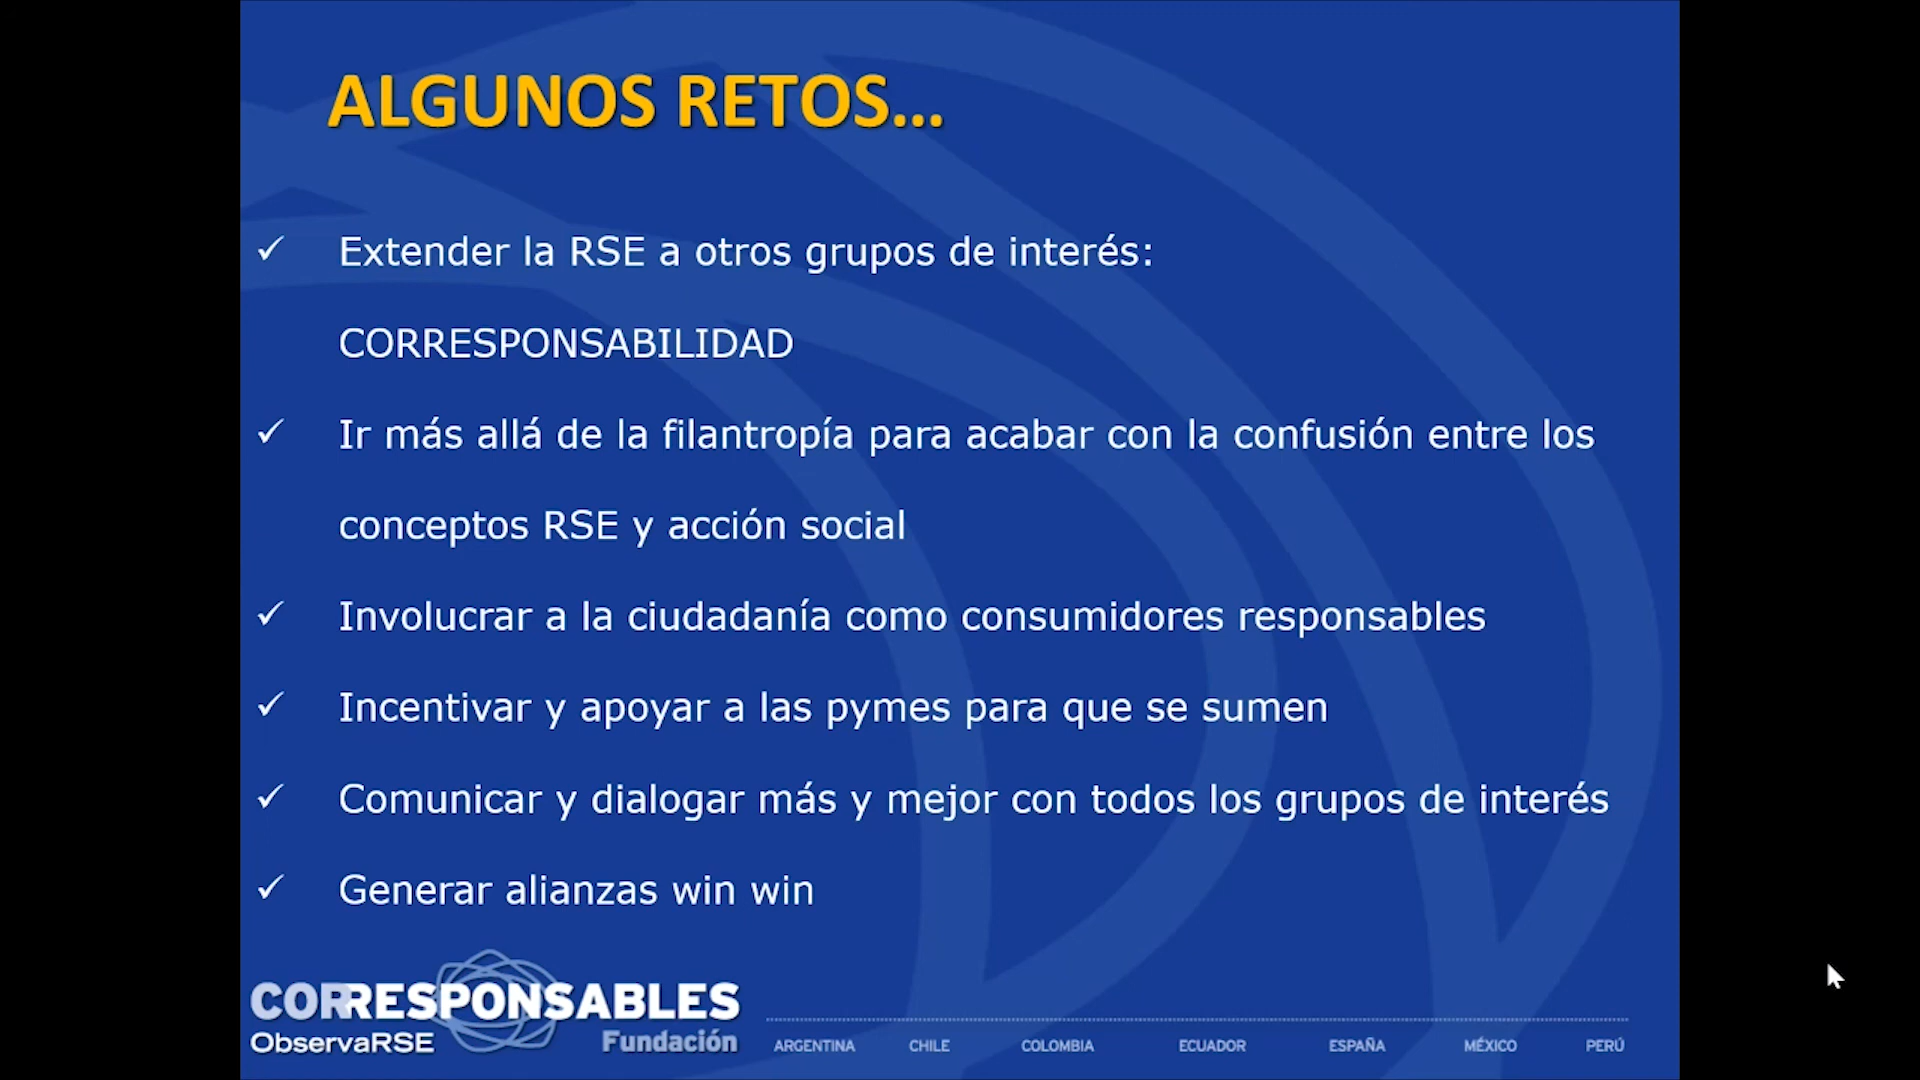 ALGUNOS RETOS...
✓ Extender la RSE a otros grupos de interés:
CORRESPONSABILIDAD
✓ Ir más allá de la filantropía para acabar con la confusión entre los
conceptos RSE y acción social
✓ Involucrar a la ciudadanía como consumidores responsables
✓ Incentivar y apoyar a las pymes para que se sumen
✓ Comunicar y dialogar más y mejor con todos los grupos de interés
✓ Generar alianzas win win
CORRESPONSABLES
ObservaRSE Fundación
ARGENTINA CHILE COLOMBIA ECUADOR ESPAÑA MÉXICO PERÚ